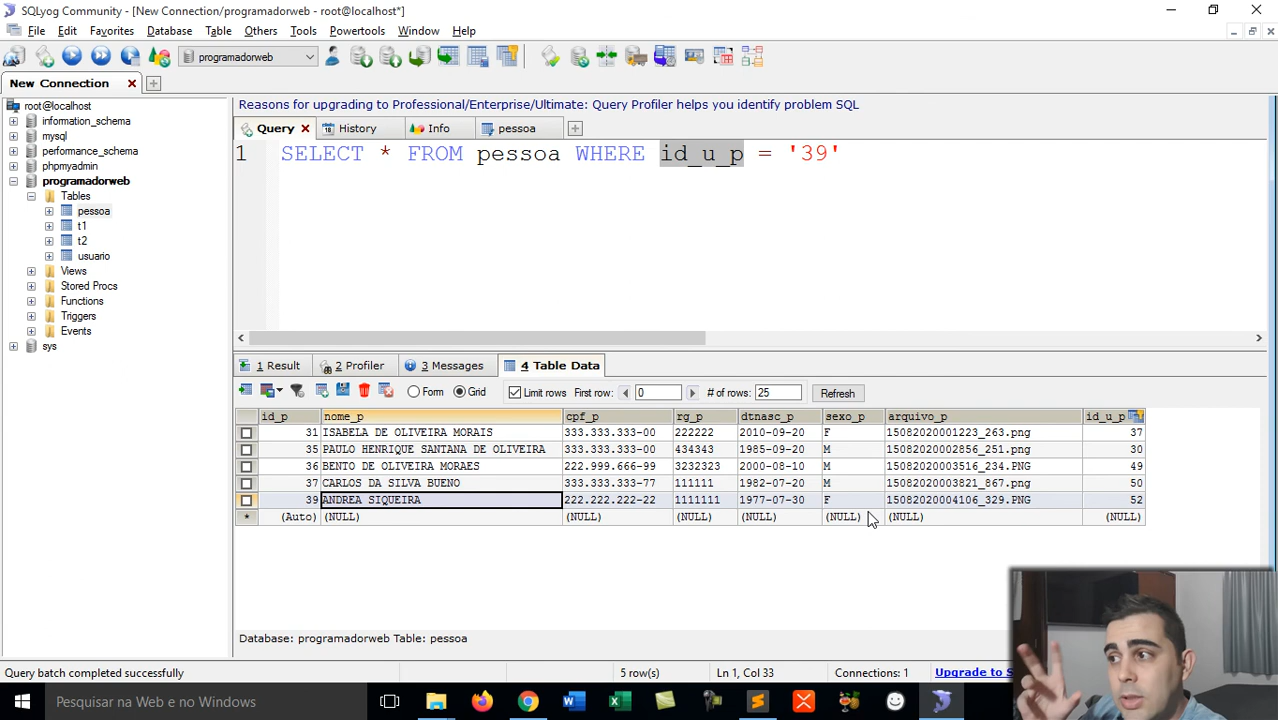 SQLyog Community - [New Connection/programadorweb - root@localhost*]
File Edit Favorites Database Table Others Tools Powertools Window Help
programadorweb
New Connection
root@localhost
information_schema
mysql
performance_schema
phpmyadmin
programadorweb
Tables
pessoa
t1
t2
usuario
Views
Stored Procs
Functions
Triggers
Events
sys
Reasons for upgrading to Professional/Enterprise/Ultimate: Query Profiler helps you identify problem SQL
Query History Info pessoa
1 SELECT * FROM pessoa WHERE id_u_p = '39'
1 Result 2 Profiler 3 Messages 4 Table Data
Form Grid Limit rows First row: 0 # of rows: 25 Refresh
id_p nome_p cpf_p rg_p dtnasc_p sexo_p arquivo_p id_u_p
31 ISABELA DE OLIVEIRA MORAIS 333.333.333-00 222222 2010-09-20 F 15082020001223_263.png 37
35 PAULO HENRIQUE SANTANA DE OLIVEIRA 333.333.333-00 434343 1985-09-20 M 15082020002856_251.png 30
36 BENTO DE OLIVEIRA MORAES 222.999.666-99 3232323 2000-08-10 M 15082020003516_234.PNG 49
37 CARLOS DA SILVA BUENO 333.333.333-77 111111 1982-07-20 M 15082020003821_867.png 50
39 ANDREA SIQUEIRA 222.222.222-22 1111111 1977-07-30 F 15082020004106_329.PNG 52
* (Auto) (NULL) (NULL) (NULL) (NULL) (NULL) (NULL) (NULL)
Database: programadorweb Table: pessoa
Query batch completed successfully 5 row(s) Ln 1, Col 33 Connections: 1 Upgrade to S
Pesquisar na Web e no Windows